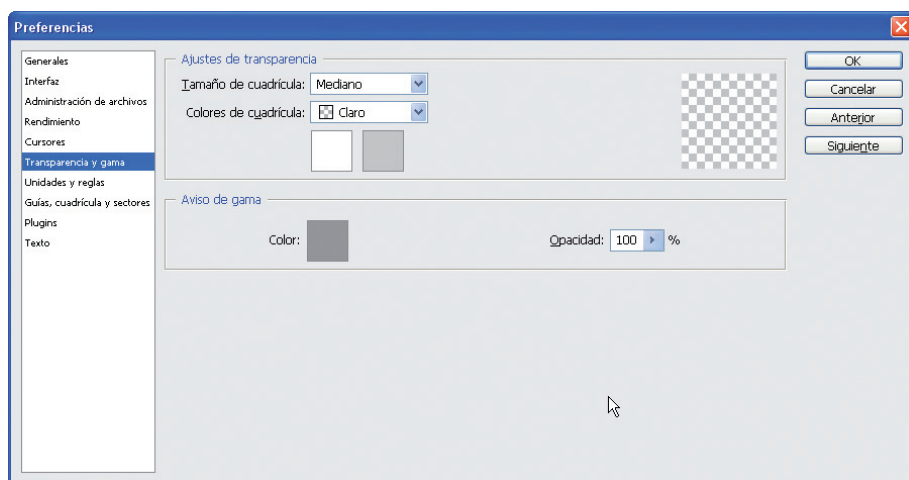 Preferencias
Generales
Interfaz
Administración de archivos
Rendimiento
Cursores
Transparencia y gama
Unidades y reglas
Guías, cuadrícula y sectores
Plugins
Texto
Ajustes de transparencia
Tamaño de cuadrícula: Mediano
Colores de cuadrícula: Claro
Aviso de gama
Color:
Opacidad: 100 %
OK
Cancelar
Anterior
Siguiente